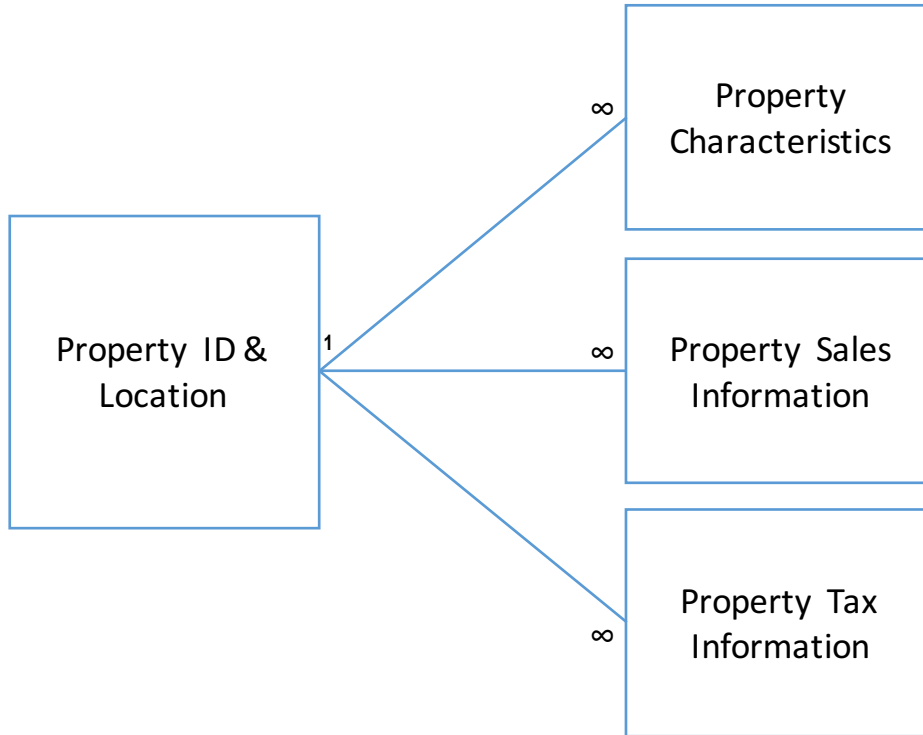 Property
Characteristics
∞
Property ID &
Location
1
∞
Property Sales
Information
∞
Property Tax
Information